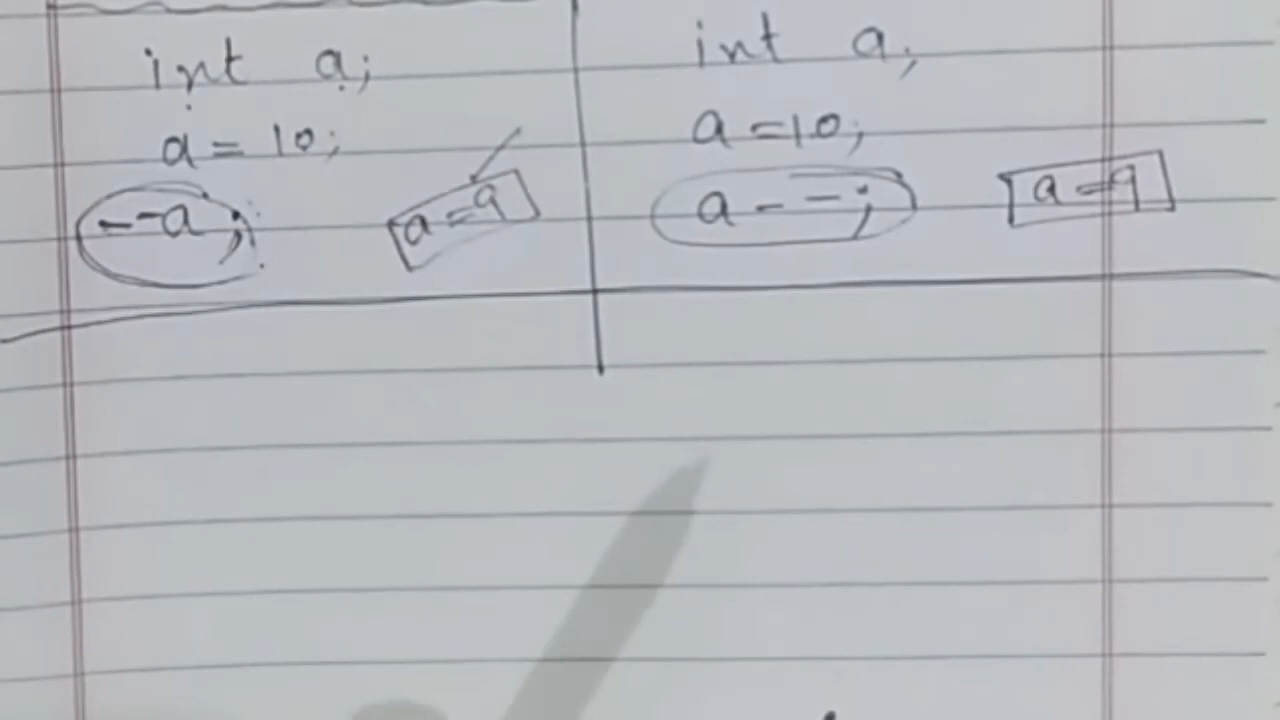 int a;
a = 10;
--a;
a=9
int a;
a=10;
a--;
a=9